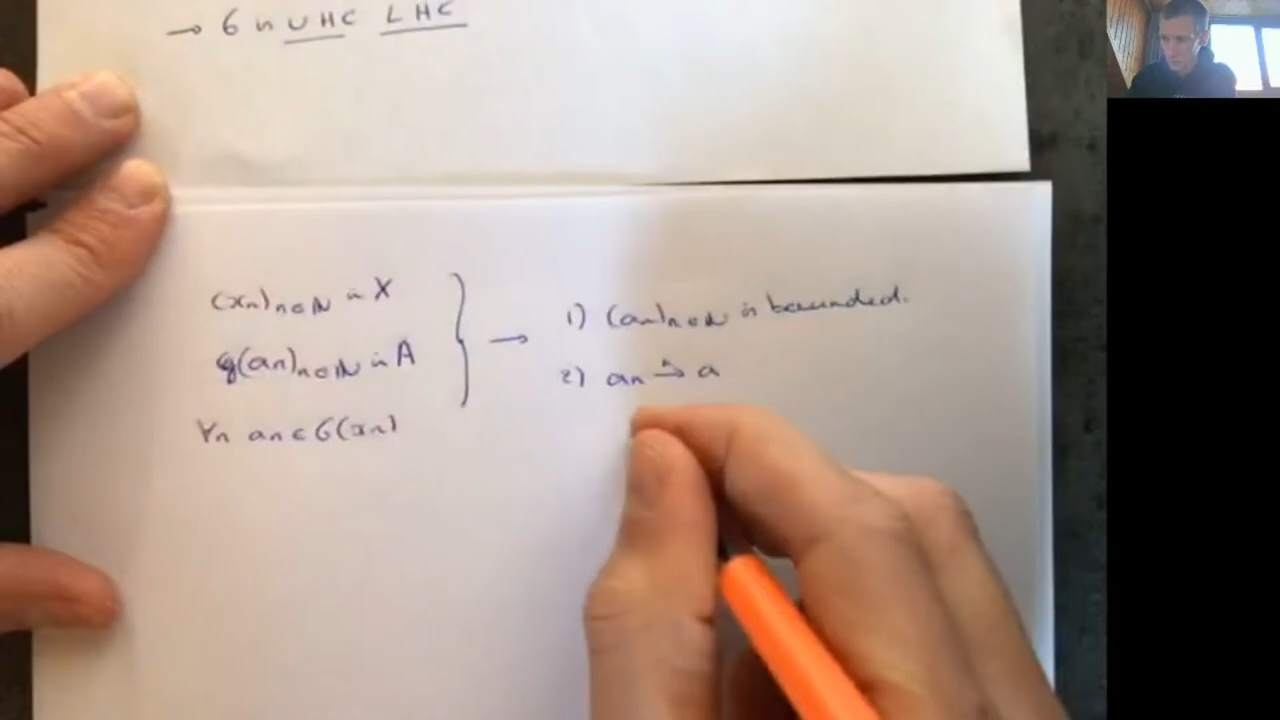 → G is UHC LHC
(xn)n∈ℕ in X
(an)n∈ℕ in A
∀n an∈G(xn)
} →
1) (an)n∈ℕ is bounded.
2) an → a